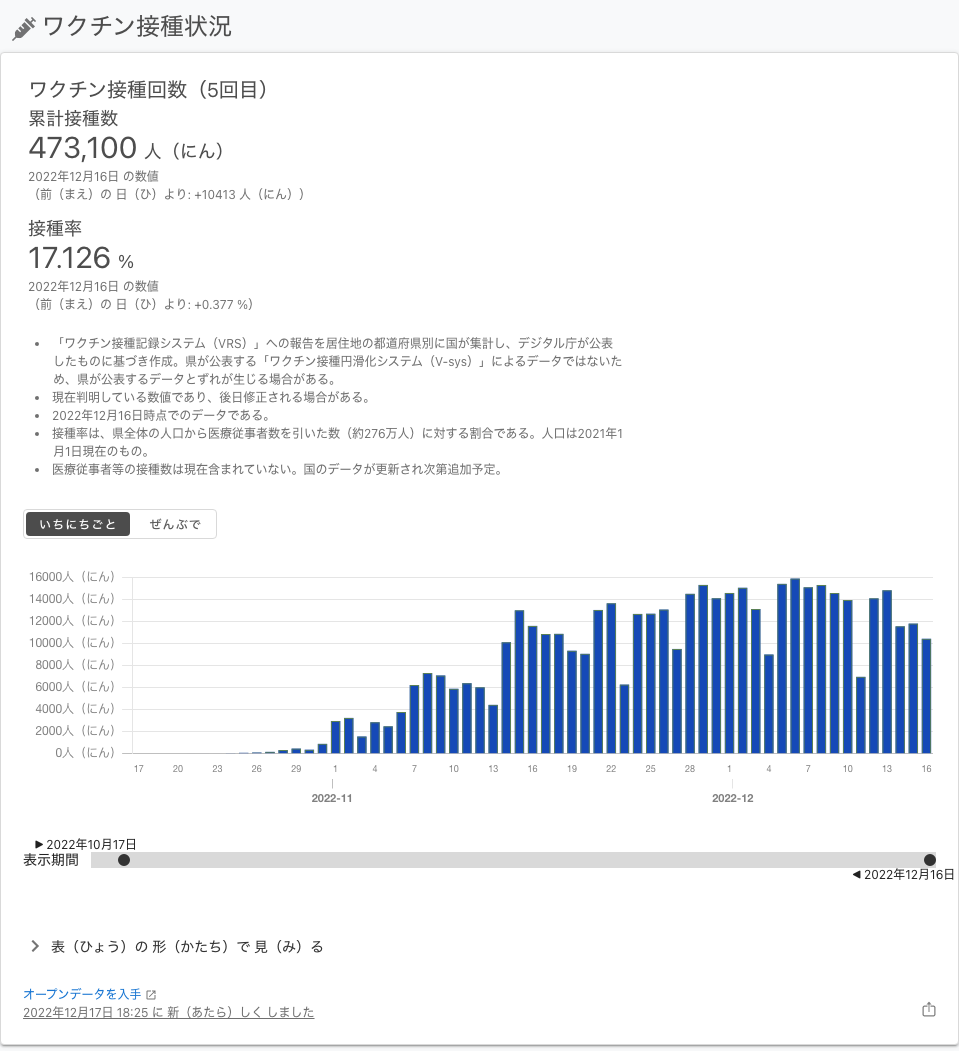 ワクチン接種状況
ワクチン接種回数（5回目）
累計接種数
473,100 人（にん）
2022年12月16日 の数値
（前（まえ）の 日（ひ）より: +10413 人（にん））
接種率
17.126 %
2022年12月16日 の数値
（前（まえ）の 日（ひ）より: +0.377 %）
• 「ワクチン接種記録システム（VRS）」への報告を居住地の都道府県別に国が集計し、デジタル庁が公表
したものに基づき作成。県が公表する「ワクチン接種円滑化システム（V-sys）」によるデータではないた
め、県が公表するデータとずれが生じる場合がある。
• 現在判明している数値であり、後日修正される場合がある。
• 2022年12月16日時点でのデータである。
• 接種率は、県全体の人口から医療従事者数を引いた数（約276万人）に対する割合である。人口は2021年1
月1日現在のもの。
• 医療従事者等の接種数は現在含まれていない。国のデータが更新され次第追加予定。
いちにちごと ぜんぶで
16000人（にん）
14000人（にん）
12000人（にん）
10000人（にん）
8000人（にん）
6000人（にん）
4000人（にん）
2000人（にん）
0人（にん）
17 20 23 26 29 1 4 7 10 13 16 19 22 25 28 1 4 7 10 13 16
2022-11 2022-12
▶ 2022年10月17日
表示期間
◀ 2022年12月16日
表（ひょう）の 形（かたち）で 見（み）る
オープンデータを入手
2022年12月17日 18:25 に 新（あたら）しく しました